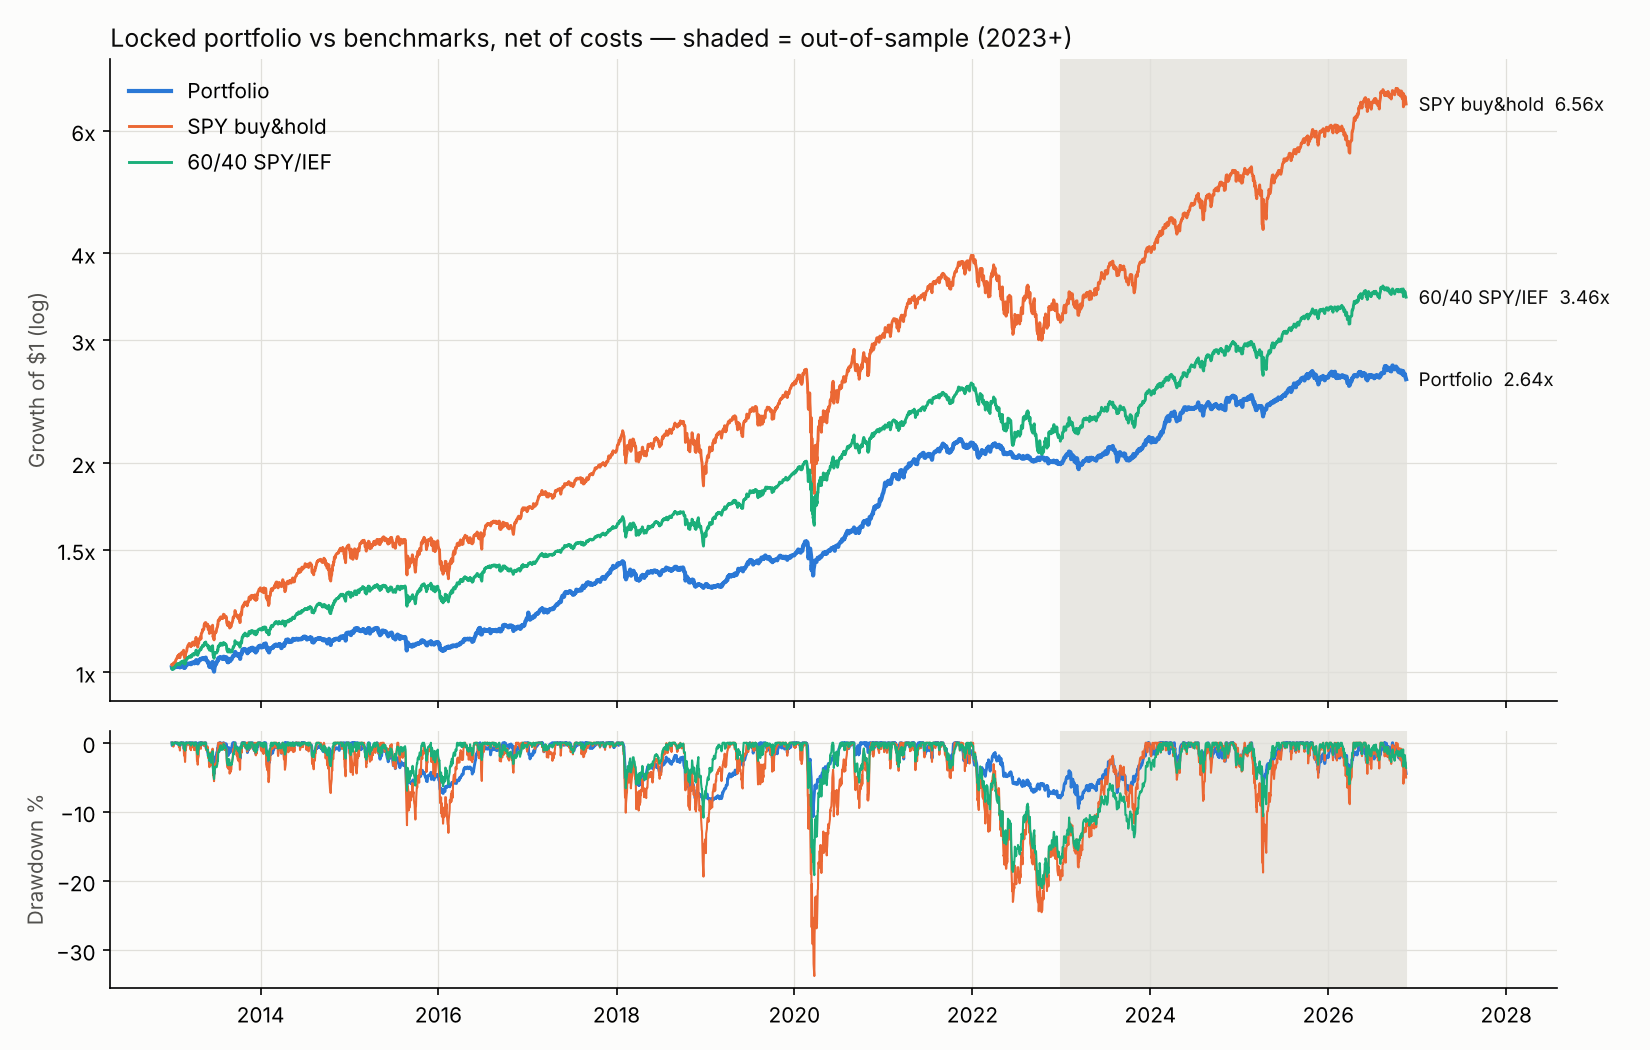 Locked portfolio vs benchmarks, net of costs — shaded = out-of-sample (2023+)
Portfolio
SPY buy&hold
60/40 SPY/IEF
Growth of $1 (log)
6x
4x
3x
2x
1.5x
1x
SPY buy&hold 6.56x
60/40 SPY/IEF 3.46x
Portfolio 2.64x
Drawdown %
0
−10
−20
−30
2014
2016
2018
2020
2022
2024
2026
2028